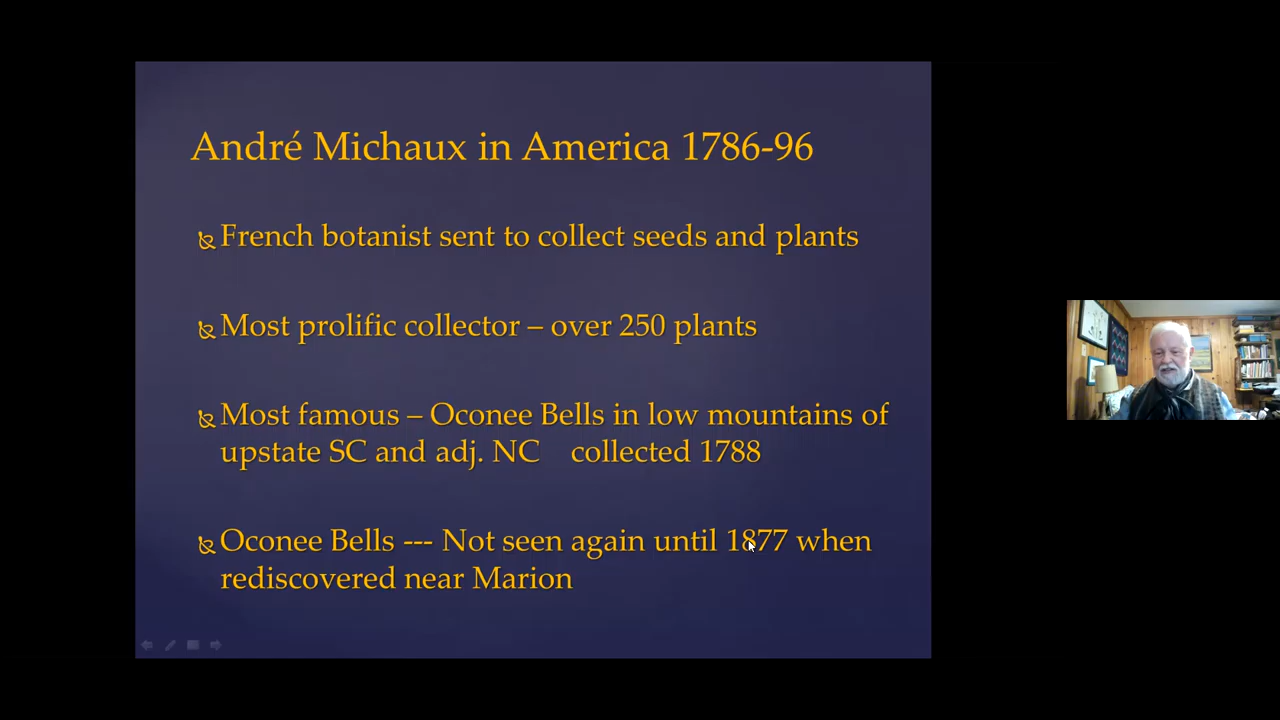 André Michaux in America 1786-96
French botanist sent to collect seeds and plants
Most prolific collector – over 250 plants
Most famous – Oconee Bells in low mountains of
upstate SC and adj. NC collected 1788
Oconee Bells --- Not seen again until 1877 when
rediscovered near Marion